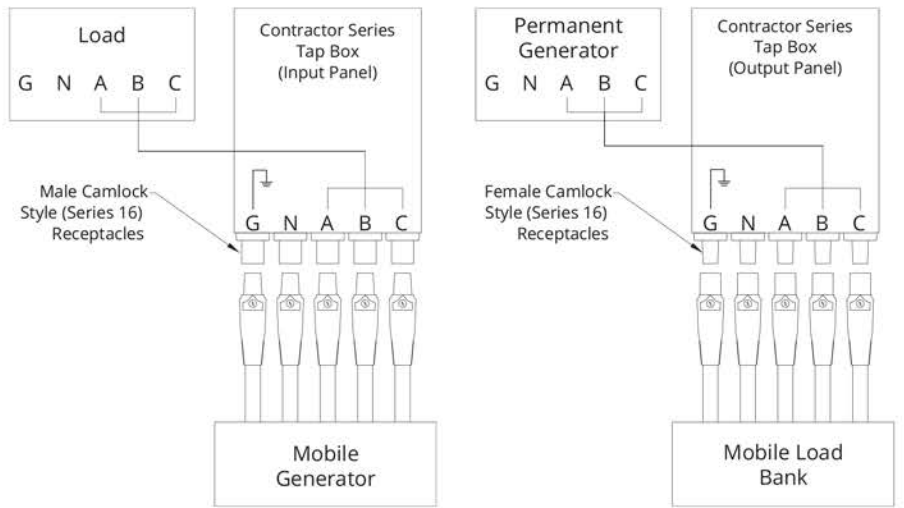 Load
G N A B C
Contractor Series
Tap Box
(Input Panel)
Male Camlock
Style (Series 16)
Receptacles
G N A B C
Mobile
Generator
Permanent
Generator
G N A B C
Contractor Series
Tap Box
(Output Panel)
Female Camlock
Style (Series 16)
Receptacles
G N A B C
Mobile Load
Bank